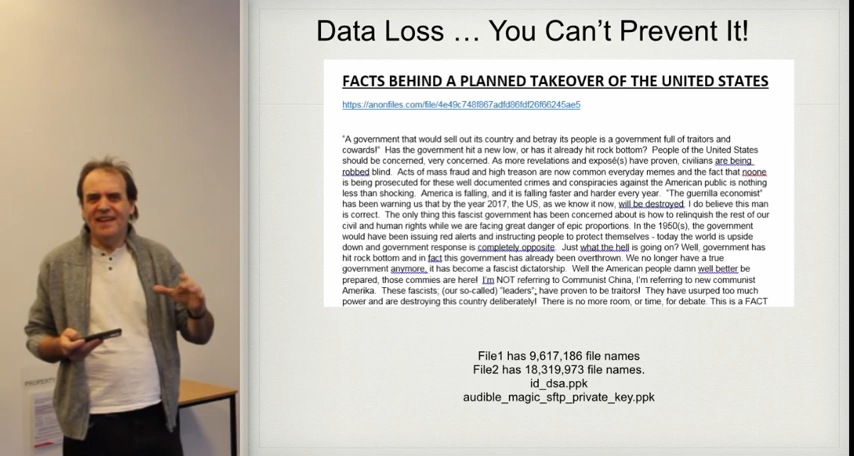 Data Loss … You Can't Prevent It!
FACTS BEHIND A PLANNED TAKEOVER OF THE UNITED STATES
https://anonfiles.com/file/4e49c748f867adfd86fdf26f66245ae5
"A government that would sell out its country and betray its people is a government full of traitors and
cowards!" Has the government hit a new low, or has it already hit rock bottom? People of the United
States should be concerned, very concerned. As more revelations and exposé(s) have proven, civilians are being
robbed blind. Acts of mass fraud and high treason are now common everyday memes and the fact that noone
is being prosecuted for these well documented crimes and conspiracies against the American public is nothing
less than shocking. America is falling, and it is falling faster and harder every year. "The guerrilla economist"
has been warning us that by the year 2017, the US, as we know it now, will be destroyed. I do believe this man
is correct. The only thing this fascist government has been concerned about is how to relinquish the rest of our
civil and human rights while we are facing great danger of epic proportions. In the 1950(s), the government
would have been issuing red alerts and instructing people to protect themselves - today the world is upside
down and government response is completely opposite. Just what the hell is going on? Well, government has
hit rock bottom and in fact this government has already been overthrown. We no longer have a true
government anymore, it has become a fascist dictatorship. Well the American people damn well better be
prepared, those commies are here! I'm NOT referring to Communist China, I'm referring to new communist
Amerika. These fascists, (our so-called) "leaders"; have proven to be traitors! They have usurped too much
power and are destroying this country deliberately! There is no more room, or time, for debate. This is a FACT
File1 has 9,617,186 file names
File2 has 18,319,973 file names.
id_dsa.ppk
audible_magic_sftp_private_key.ppk